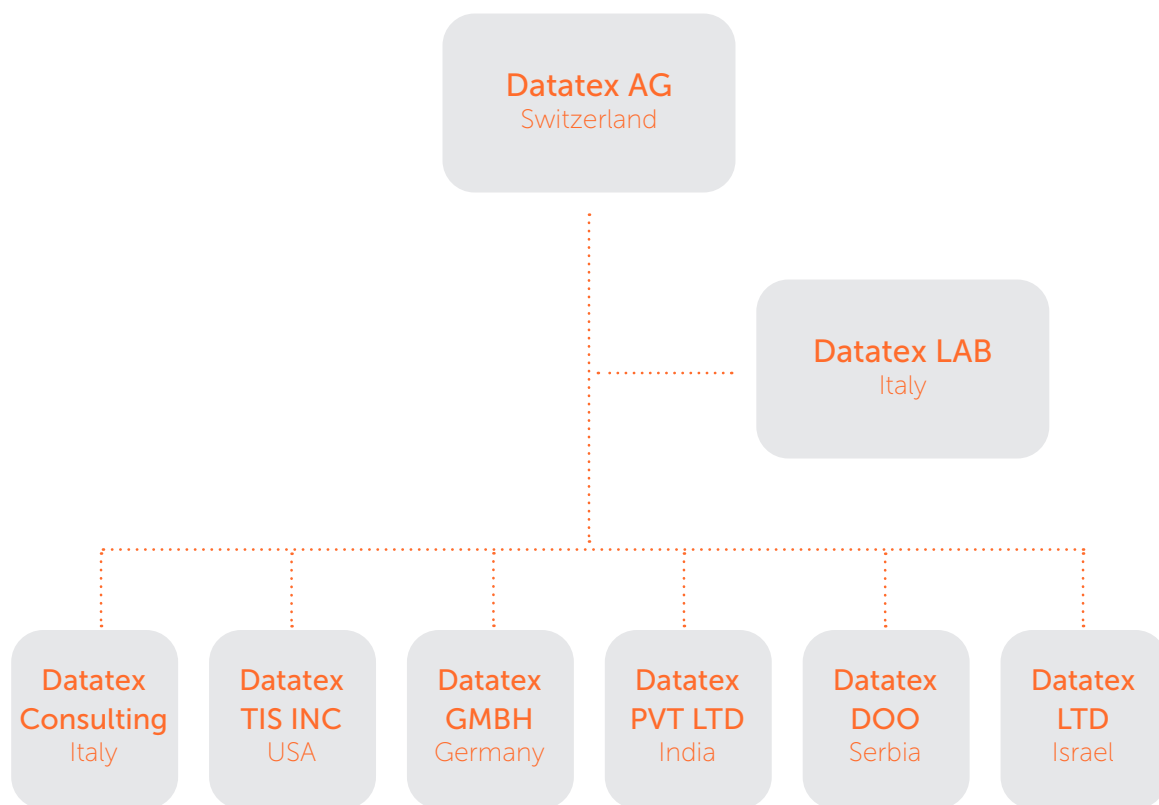 Datatex AG
Switzerland
Datatex LAB
Italy
Datatex
Consulting
Italy
Datatex
TIS INC
USA
Datatex
GMBH
Germany
Datatex
PVT LTD
India
Datatex
DOO
Serbia
Datatex
LTD
Israel